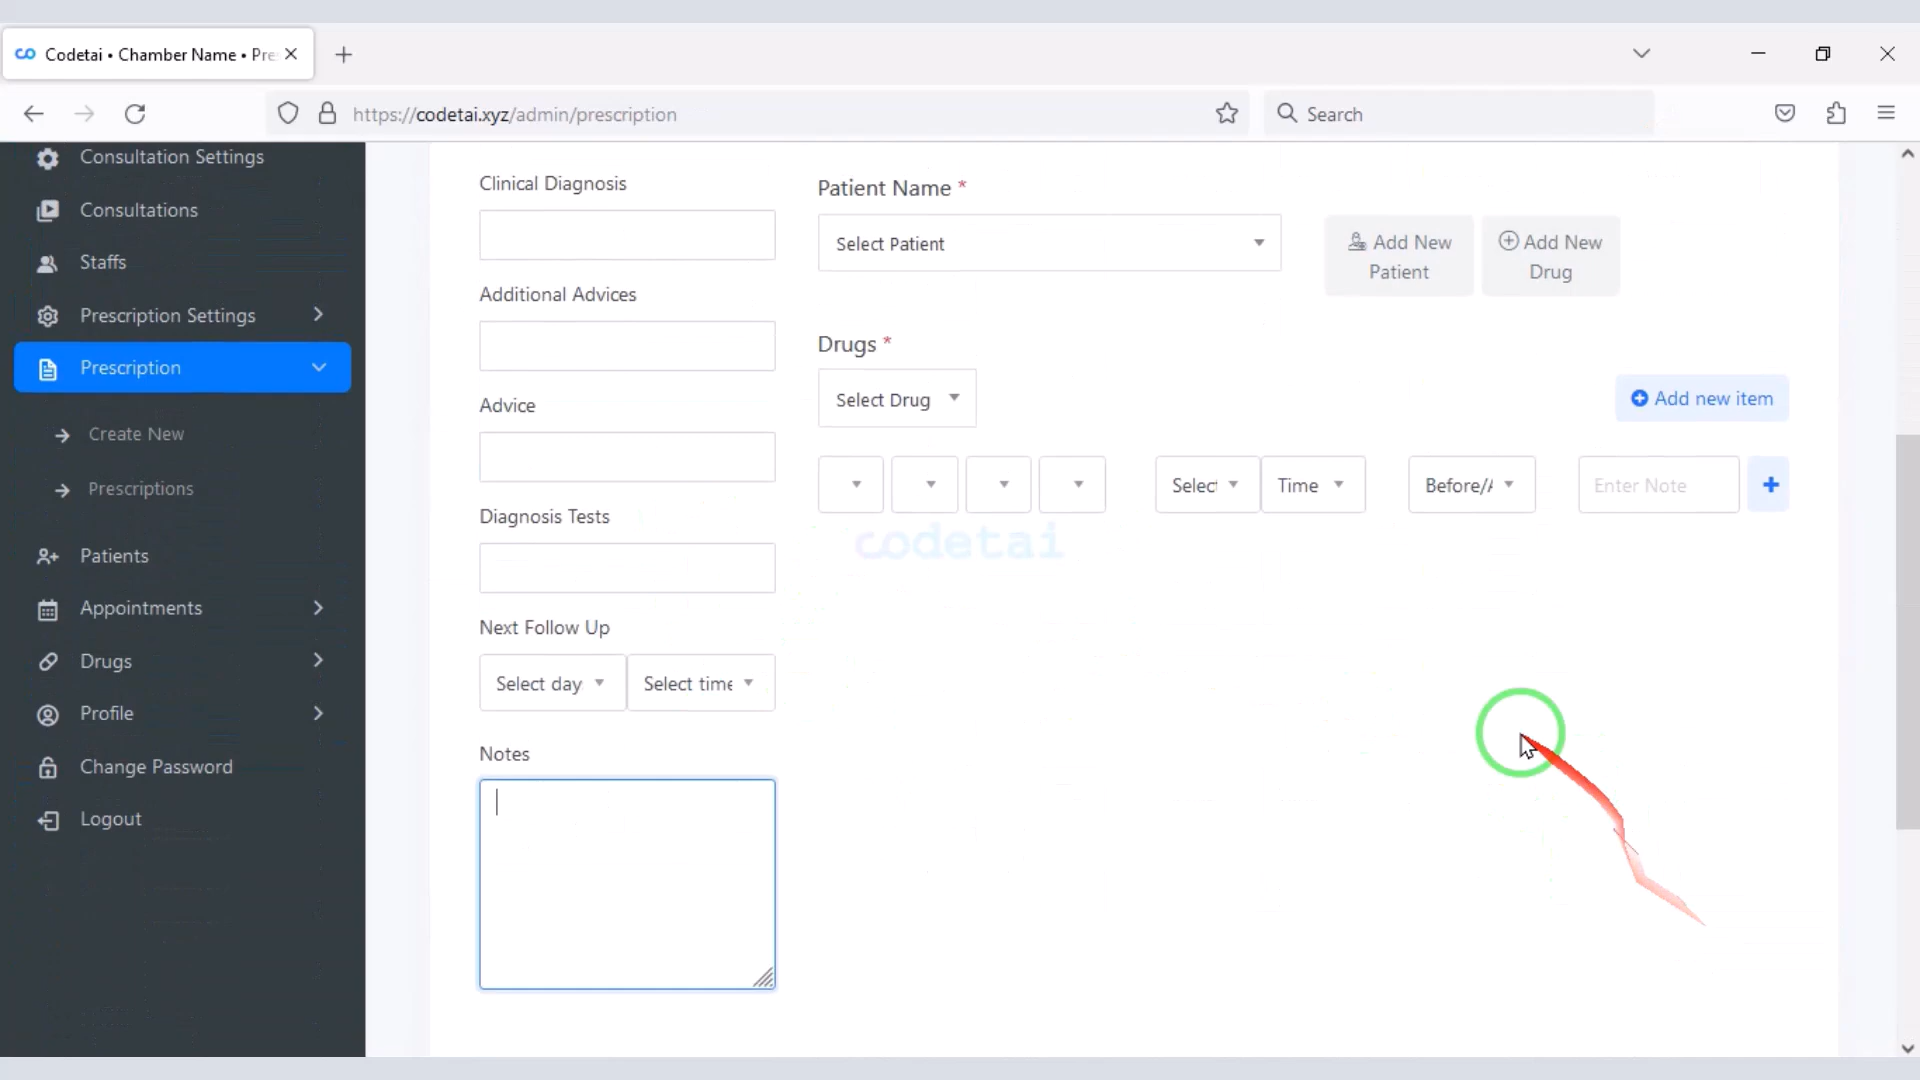 Codetai • Chamber Name • Pre
https://codetai.xyz/admin/prescription
Search
Consultation Settings
Consultations
Staffs
Prescription Settings
Prescription
Create New
Prescriptions
Patients
Appointments
Drugs
Profile
Change Password
Logout
Clinical Diagnosis
Additional Advices
Advice
Diagnosis Tests
Next Follow Up
Select day
Select time
Notes
Patient Name *
Select Patient
Add New
Patient
Add New
Drug
Drugs *
Select Drug
Add new item
Select
Time
Before/A
Enter Note
codetai